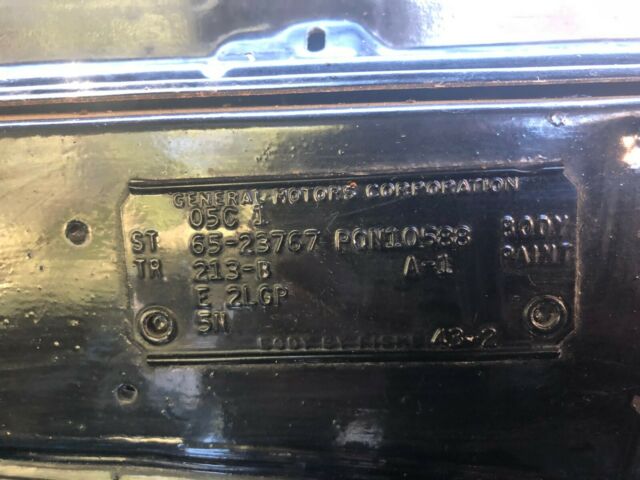 GENERAL MOTORS CORPORATION
05C 1
ST 65-23767 PON10588 BODY
TR 213-B A-1 PAINT
E 2LGP
5N
BODY BY FISHER 43-2